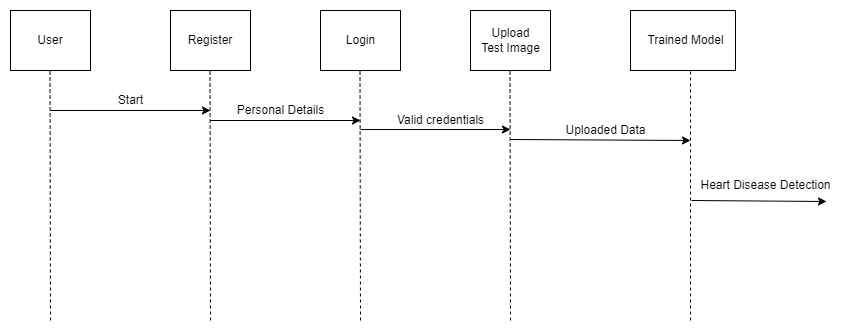 User
Register
Login
Upload
Test Image
Trained Model
Start
Personal Details
Valid credentials
Uploaded Data
Heart Disease Detection